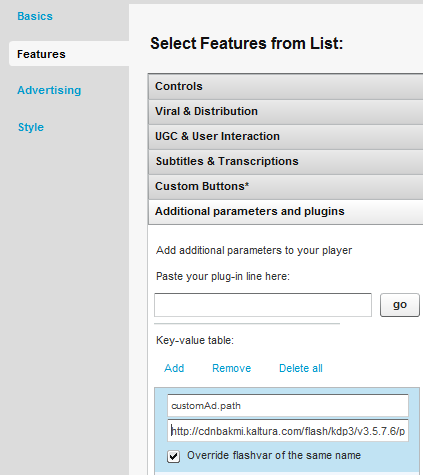 Basics
Features
Advertising
Style
Select Features from List:
Controls
Viral & Distribution
UGC & User Interaction
Subtitles & Transcriptions
Custom Buttons*
Additional parameters and plugins
Add additional parameters to your player
Paste your plug-in line here:
go
Key-value table:
Add Remove Delete all
customAd.path
http://cdnbakmi.kaltura.com/flash/kdp3/v3.5.7.6/p
Override flashvar of the same name